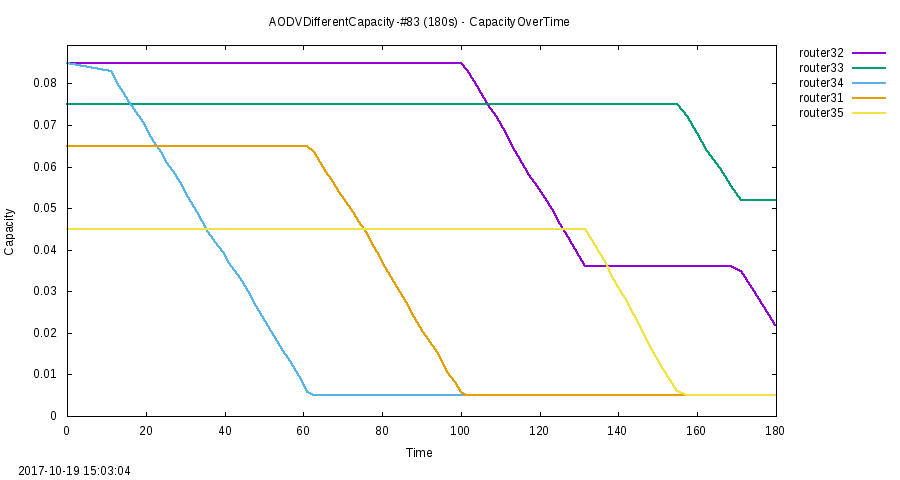 AODVDifferentCapacity-#83 (180s) - CapacityOverTime
router32
router33
router34
router31
router35
0.08
0.07
0.06
0.05
0.04
0.03
0.02
0.01
0
Capacity
0 20 40 60 80 100 120 140 160 180
Time
2017-10-19 15:03:04